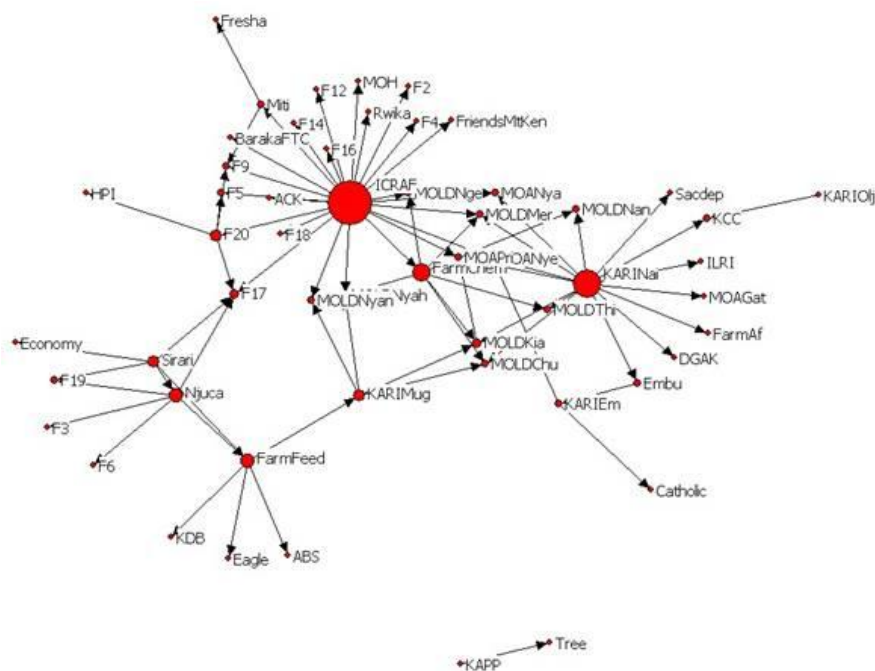 Fresha
MOH
F2
F12
Miti
Rwika
F14
F4
FriendsMtKen
BarakaFTC
F16
F9
ICRAF
MOLDNge
MOANya
HPI
F5
ACK
Sacdep
KARIOlj
MOLDMer
MOLDNan
KCC
F20
F18
MOANye
FarmChem
KARINai
ILRI
F17
MOLDNyan
MOAGat
MOLDThi
FarmAf
Economy
MOLDKia
Sirari
MOLDChu
DGAK
F19
Njuca
KARIMug
KARIEm
Embu
F3
F6
FarmFeed
Catholic
KDB
Eagle
ABS
Tree
KAPP